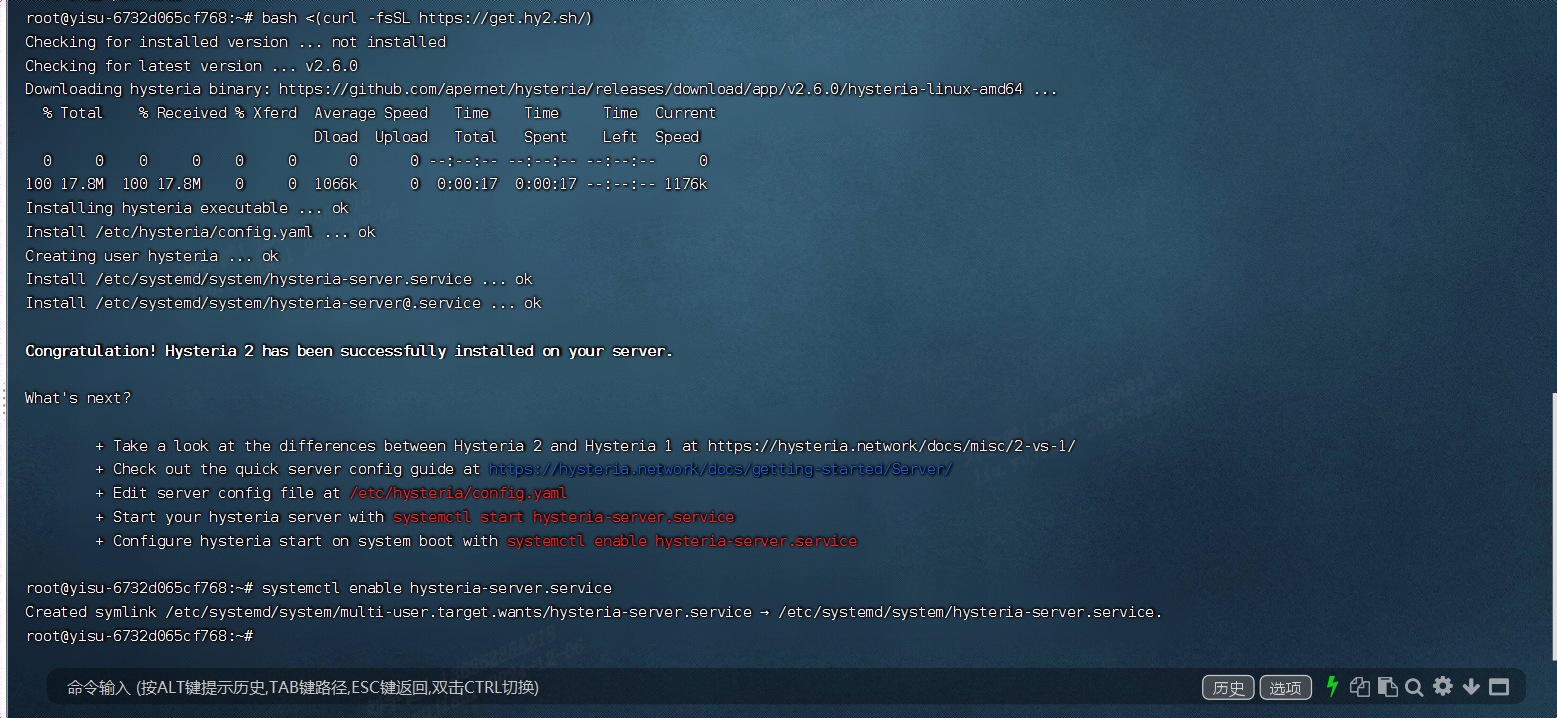 root@yisu-6732d065cf768:~# bash <(curl -fsSL https://get.hy2.sh/)
Checking for installed version ... not installed
Checking for latest version ... v2.6.0
Downloading hysteria binary: https://github.com/apernet/hysteria/releases/download/app/v2.6.0/hysteria-linux-amd64 ...
  % Total    % Received % Xferd  Average Speed   Time    Time     Time  Current
                                 Dload  Upload   Total   Spent    Left  Speed
  0     0    0     0    0     0      0      0 --:--:-- --:--:-- --:--:--     0
100 17.8M  100 17.8M    0     0  1066k      0  0:00:17  0:00:17 --:--:-- 1176k
Installing hysteria executable ... ok
Install /etc/hysteria/config.yaml ... ok
Creating user hysteria ... ok
Install /etc/systemd/system/hysteria-server.service ... ok
Install /etc/systemd/system/hysteria-server@.service ... ok
Congratulation! Hysteria 2 has been successfully installed on your server.
What's next?
+ Take a look at the differences between Hysteria 2 and Hysteria 1 at https://hysteria.network/docs/misc/2-vs-1/
+ Check out the quick server config guide at https://hysteria.network/docs/getting-started/Server/
+ Edit server config file at /etc/hysteria/config.yaml
+ Start your hysteria server with systemctl start hysteria-server.service
+ Configure hysteria start on system boot with systemctl enable hysteria-server.service
root@yisu-6732d065cf768:~# systemctl enable hysteria-server.service
Created symlink /etc/systemd/system/multi-user.target.wants/hysteria-server.service → /etc/systemd/system/hysteria-server.service.
root@yisu-6732d065cf768:~#
命令输入 (按ALT键提示历史,TAB键路径,ESC键返回,双击CTRL切换) 历史 选项